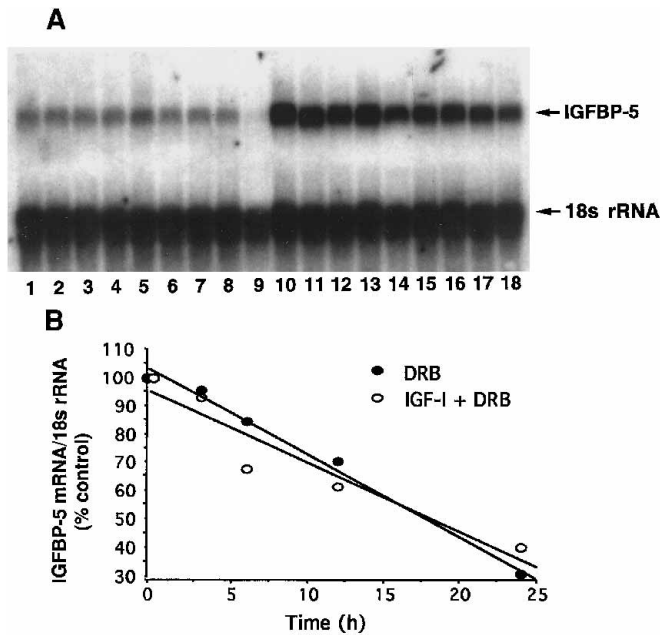 A
IGFBP-5
18s rRNA
1 2 3 4 5 6 7 8 9 10 11 12 13 14 15 16 17 18
B
IGFBP-5 mRNA/18s rRNA
(% control)
110
100
90
80
70
60
50
40
30
DRB
IGF-I + DRB
0 5 10 15 20 25
Time (h)